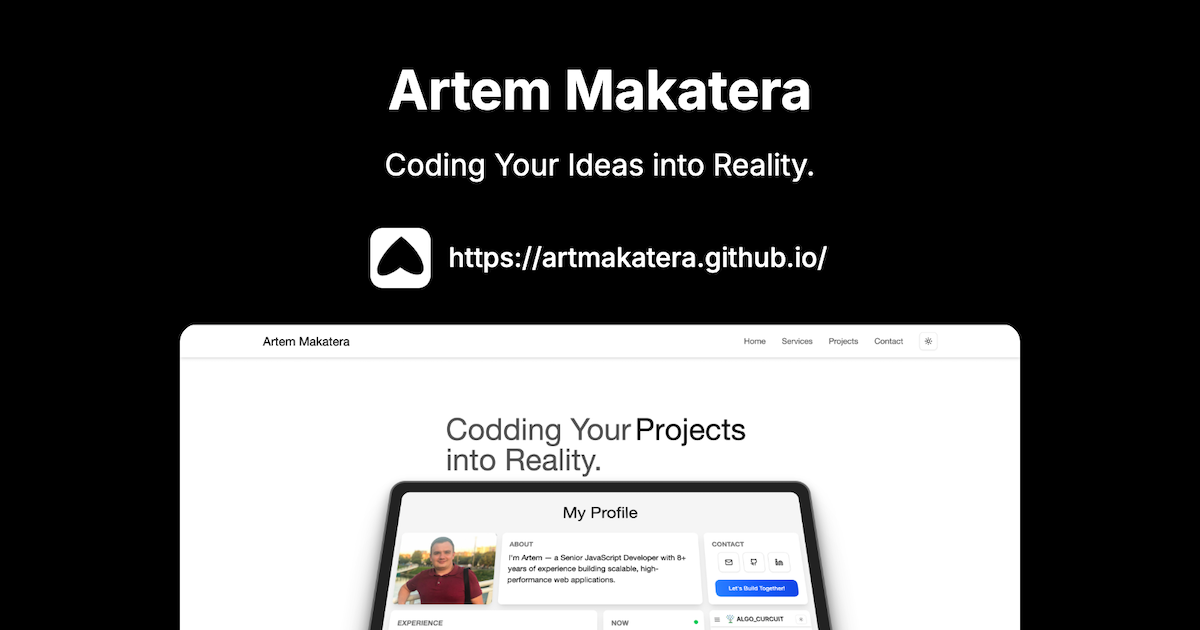 Artem Makatera
Coding Your Ideas into Reality.
https://artmakatera.github.io/
Artem Makatera
Home Services Projects Contact
Codding Your Projects
into Reality.
My Profile
ABOUT
I'm Artem — a Senior JavaScript Developer with 8+
years of experience building scalable, high-
performance web applications.
CONTACT
Let's Build Together!
EXPERIENCE
NOW
ALGO_CURCUIT